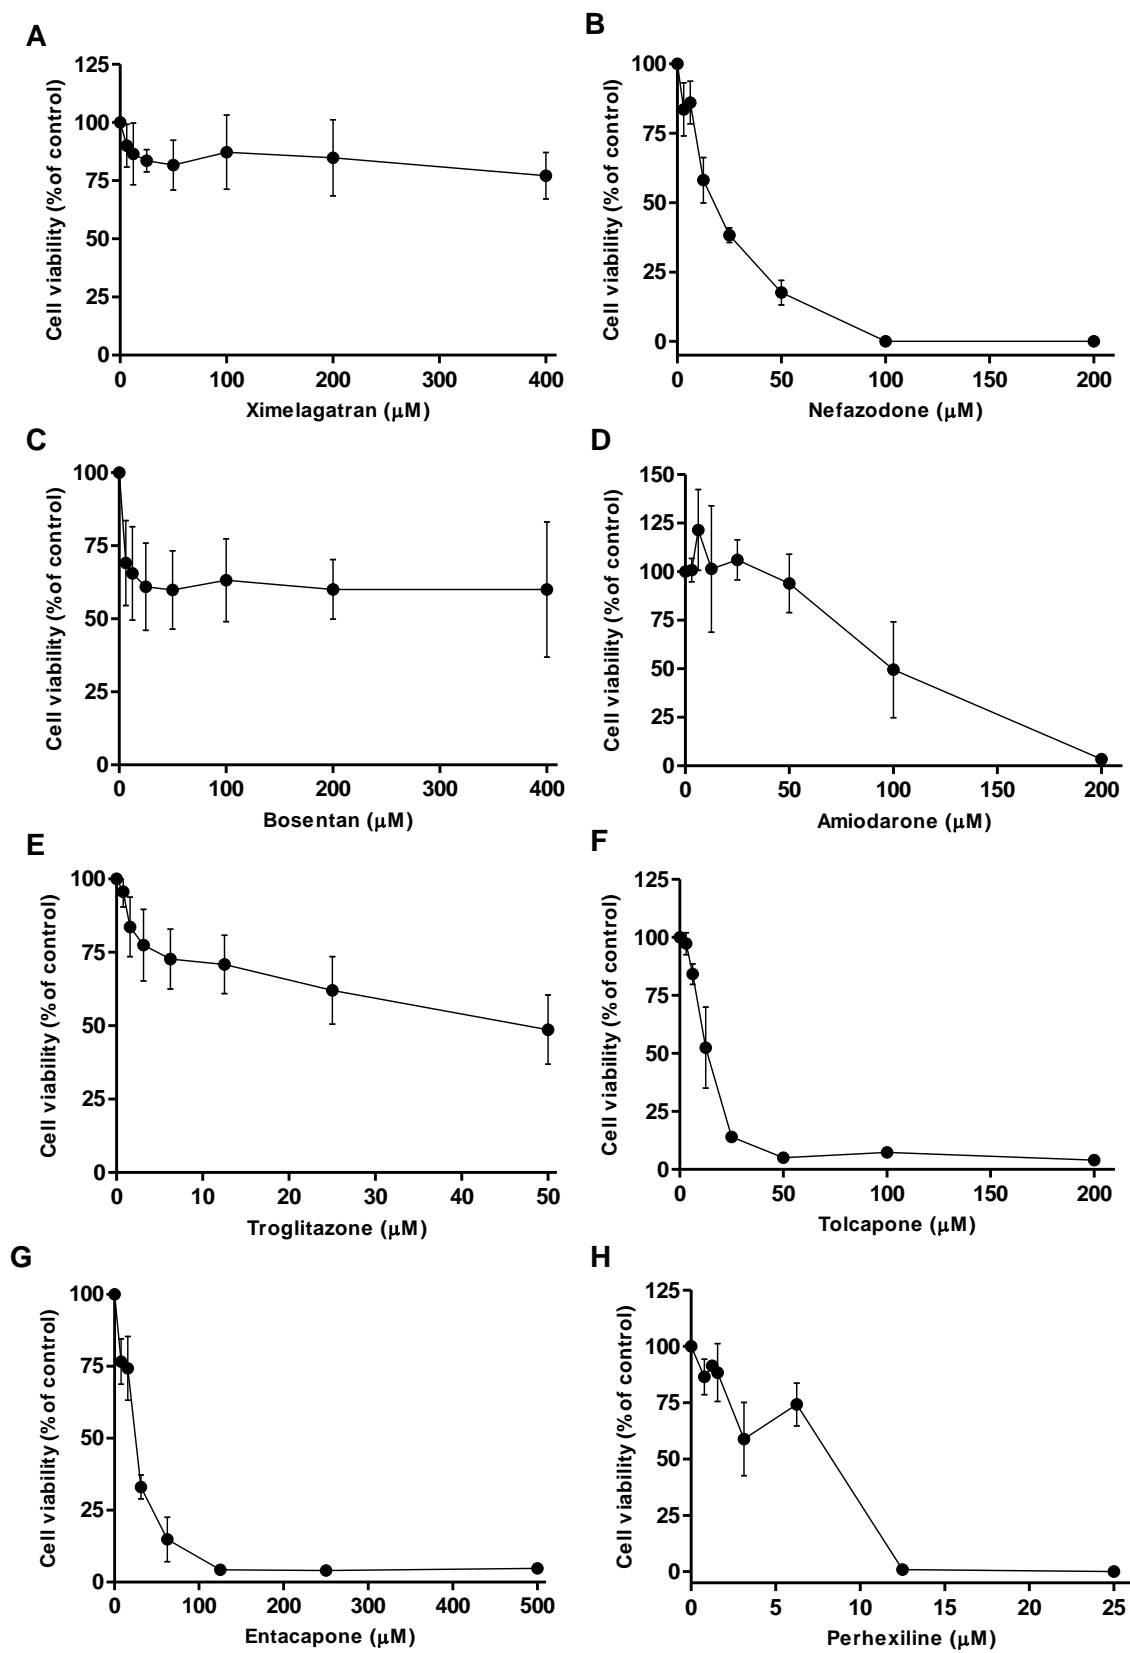 A
Cell viability (% of control)
125
100
75
50
25
0
0 100 200 300 400
Ximelagatran (μM)
B
Cell viability (% of control)
100
75
50
25
0
0 50 100 150 200
Nefazodone (μM)
C
Cell viability (% of control)
100
75
50
25
0
0 100 200 300 400
Bosentan (μM)
D
Cell viability (% of control)
150
125
100
75
50
25
0
0 50 100 150 200
Amiodarone (μM)
E
Cell viability (% of control)
100
75
50
25
0
0 10 20 30 40 50
Troglitazone (μM)
F
Cell viability (% of control)
125
100
75
50
25
0
0 50 100 150 200
Tolcapone (μM)
G
Cell viability (% of control)
100
75
50
25
0
0 100 200 300 400 500
Entacapone (μM)
H
Cell viability (% of control)
125
100
75
50
25
0
0 5 10 15 20 25
Perhexiline (μM)